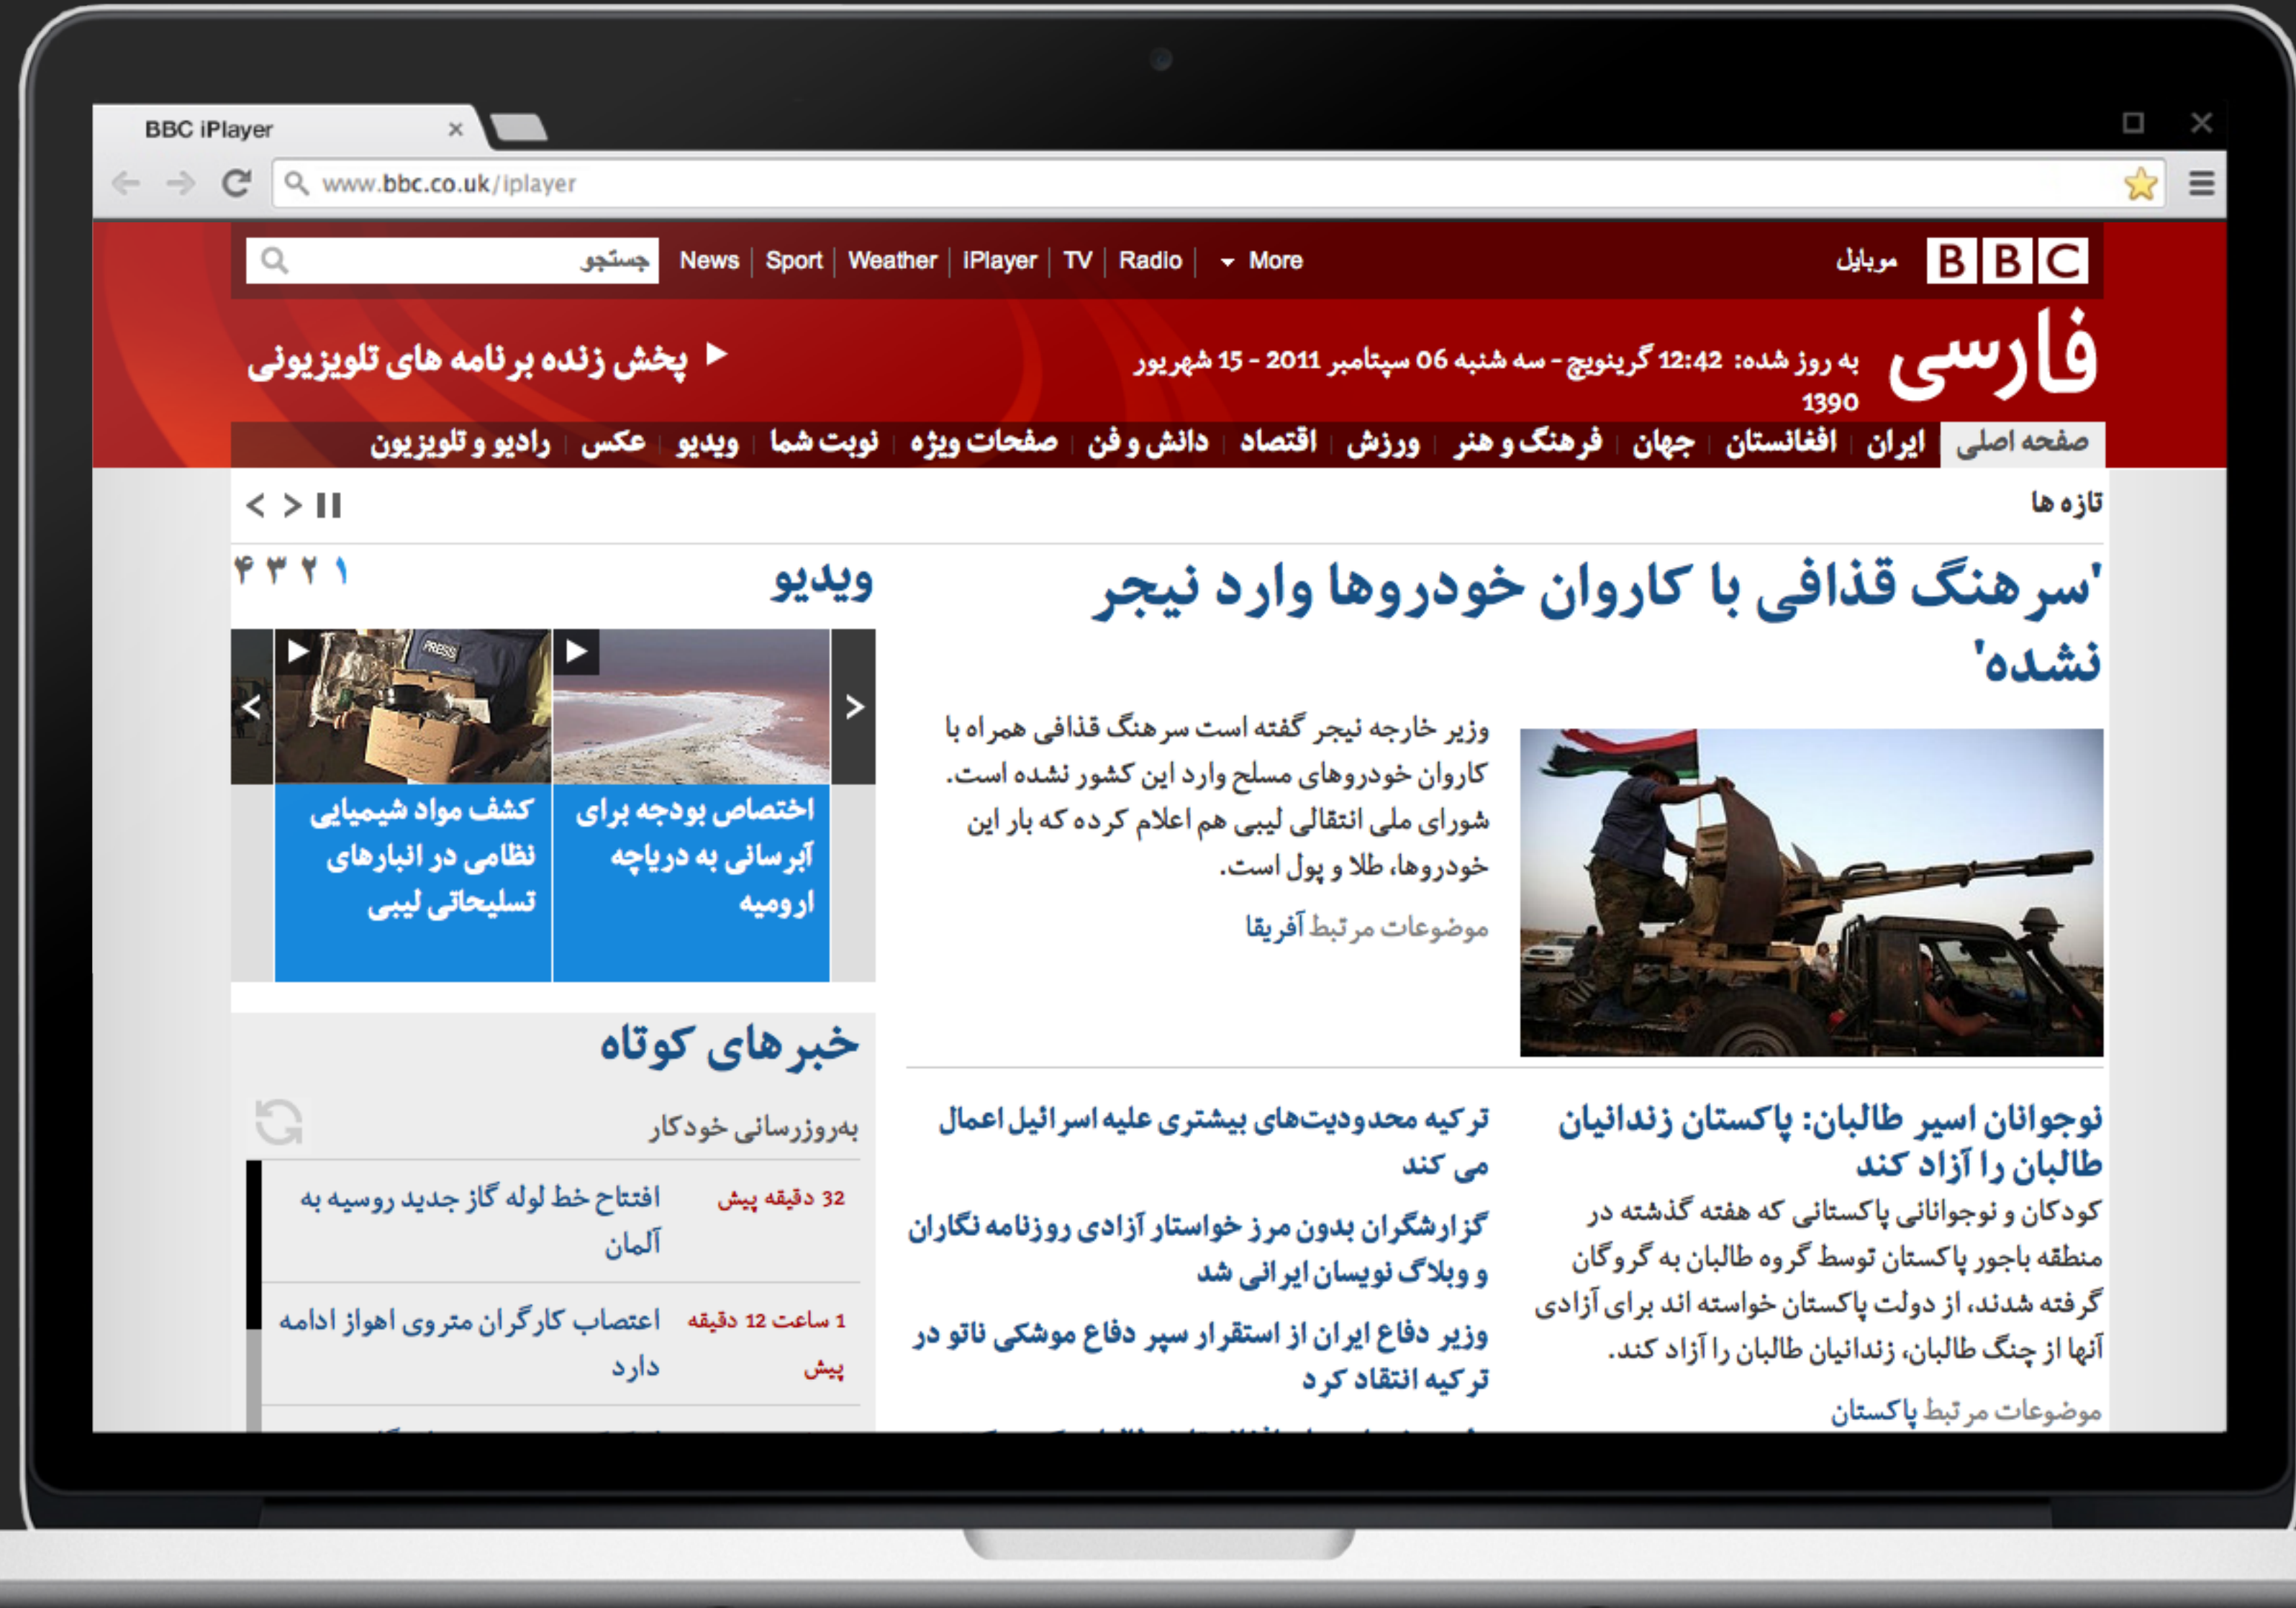 BBC iPlayer
www.bbc.co.uk/iplayer
BBC
موبایل
News
Sport
Weather
iPlayer
TV
Radio
More
جستجو
فارسی
به روز شده: 12:42 گرینویچ - سه شنبه 06 سپتامبر 2011 - 15 شهریور
1390
پخش زنده برنامه های تلویزیونی
صفحه اصلی
ایران
افغانستان
جهان
فرهنگ و هنر
ورزش
اقتصاد
دانش و فن
صفحات ویژه
نوبت شما
ویدیو
عکس
رادیو و تلویزیون
تازه ها
'سرهنگ قذافی با کاروان خودروها وارد نیجر
نشده'
وزیر خارجه نیجر گفته است سرهنگ قذافی همراه با
کاروان خودروهای مسلح وارد این کشور نشده است.
شورای ملی انتقالی لیبی هم اعلام کرده که بار این
خودروها، طلا و پول است.
موضوعات مرتبط آفریقا
نوجوانان اسیر طالبان: پاکستان زندانیان
طالبان را آزاد کند
کودکان و نوجوانانی پاکستانی که هفته گذشته در
منطقه باجور پاکستان توسط گروه طالبان به گروگان
گرفته شدند، از دولت پاکستان خواسته اند برای آزادی
آنها از چنگ طالبان، زندانیان طالبان را آزاد کند.
موضوعات مرتبط پاکستان
ترکیه محدودیت‌های بیشتری علیه اسرائیل اعمال
می کند
گزارشگران بدون مرز خواستار آزادی روزنامه نگاران
و وبلاگ نویسان ایرانی شد
وزیر دفاع ایران از استقرار سپر دفاع موشکی ناتو در
ترکیه انتقاد کرد
ویدیو
۱ ۲ ۳ ۴
PRESS
اختصاص بودجه برای
آبرسانی به دریاچه
ارومیه
کشف مواد شیمیایی
نظامی در انبارهای
تسلیحاتی لیبی
خبرهای کوتاه
به‌روزرسانی خودکار
32 دقیقه پیش
افتتاح خط لوله گاز جدید روسیه به
آلمان
1 ساعت 12 دقیقه
پیش
اعتصاب کارگران متروی اهواز ادامه
دارد